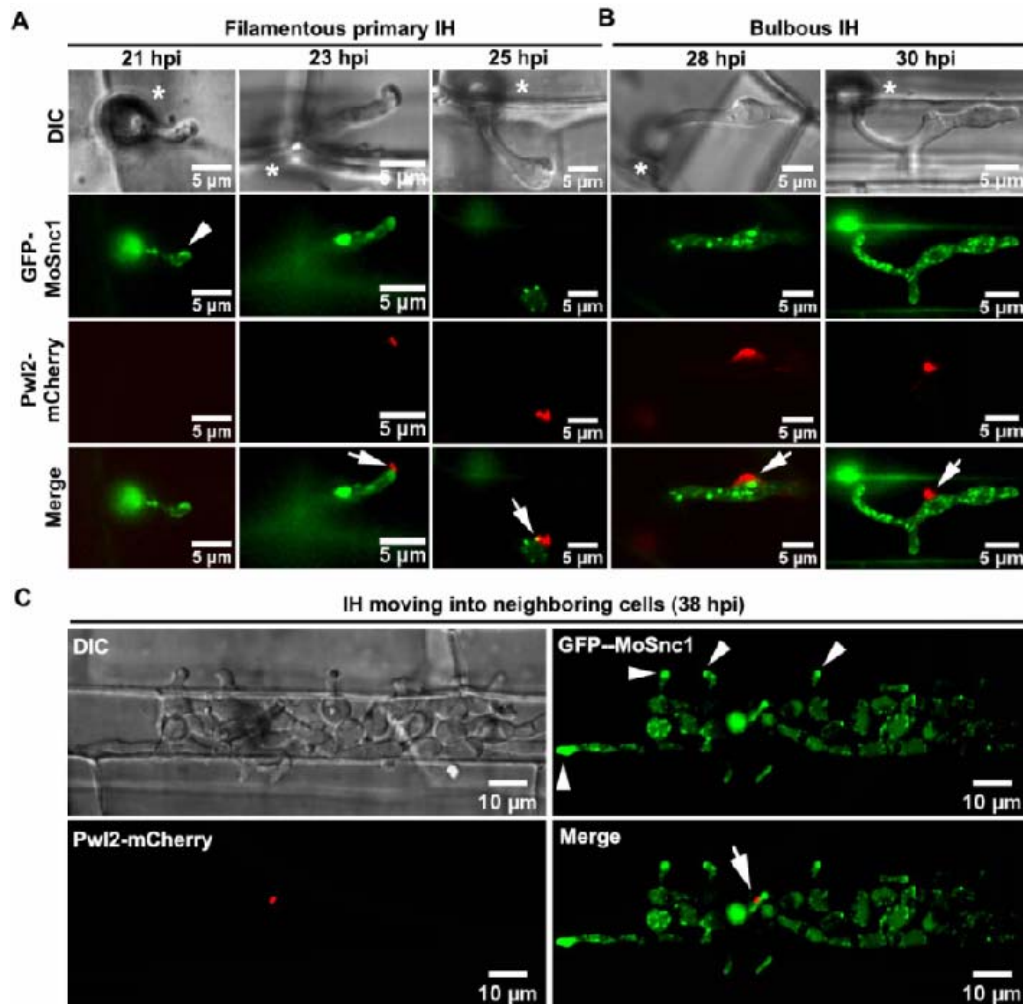 A Filamentous primary IH B Bulbous IH
21 hpi 23 hpi 25 hpi 28 hpi 30 hpi
DIC * * * * *
5 µm 5 µm 5 µm 5 µm 5 µm
GFP-
MoSnc1
5 µm 5 µm 5 µm 5 µm 5 µm
Pwl2-
mCherry
5 µm 5 µm 5 µm 5 µm 5 µm
Merge
5 µm 5 µm 5 µm 5 µm 5 µm
C
IH moving into neighboring cells (38 hpi)
DIC GFP--MoSnc1
10 µm 10 µm
Pwl2-mCherry Merge
10 µm 10 µm